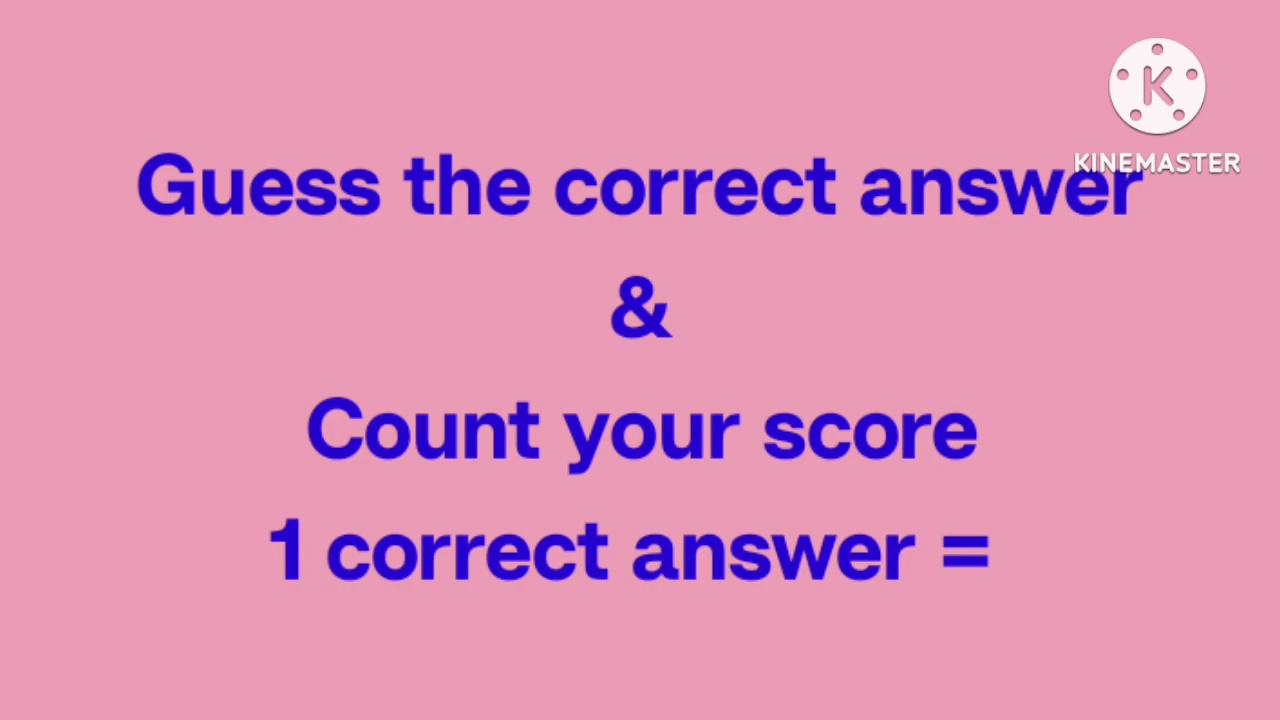 K
KINEMASTER
Guess the correct answer
&
Count your score
1 correct answer =